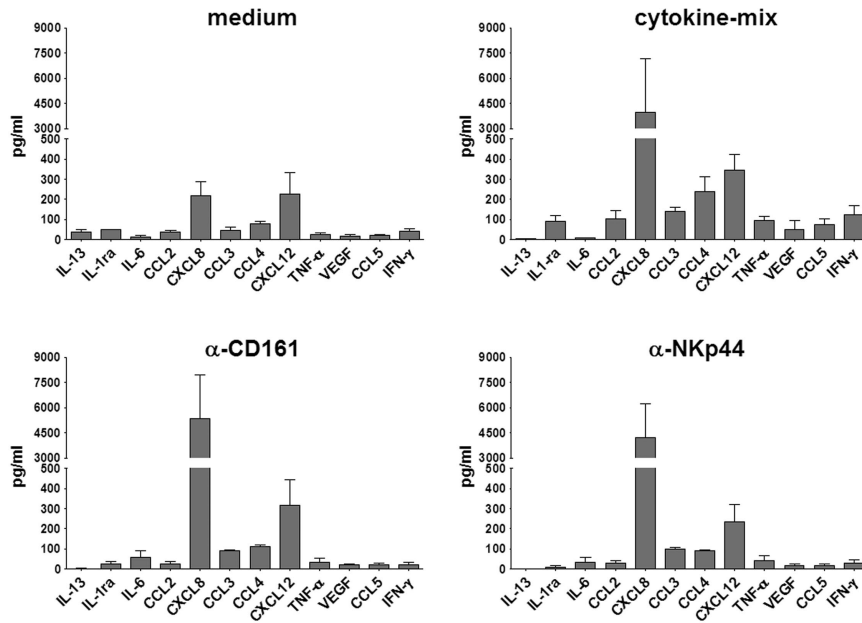 medium
pg/ml
9000
7500
6000
4500
3000
500
400
300
200
100
0
IL-13
IL-1ra
IL-6
CCL2
CXCL8
CCL3
CCL4
CXCL12
TNF-α
VEGF
CCL5
IFN-γ
cytokine-mix
pg/ml
9000
7500
6000
4500
3000
500
400
300
200
100
0
IL-13
IL1-ra
IL-6
CCL2
CXCL8
CCL3
CCL4
CXCL12
TNF-α
VEGF
CCL5
IFN-γ
α-CD161
pg/ml
9000
7500
6000
4500
3000
500
400
300
200
100
0
IL-13
IL-1ra
IL-6
CCL2
CXCL8
CCL3
CCL4
CXCL12
TNF-α
VEGF
CCL5
IFN-γ
α-NKp44
pg/ml
9000
7500
6000
4500
3000
500
400
300
200
100
0
IL-13
IL-1ra
IL-6
CCL2
CXCL8
CCL3
CCL4
CXCL12
TNF-α
VEGF
CCL5
IFN-γ